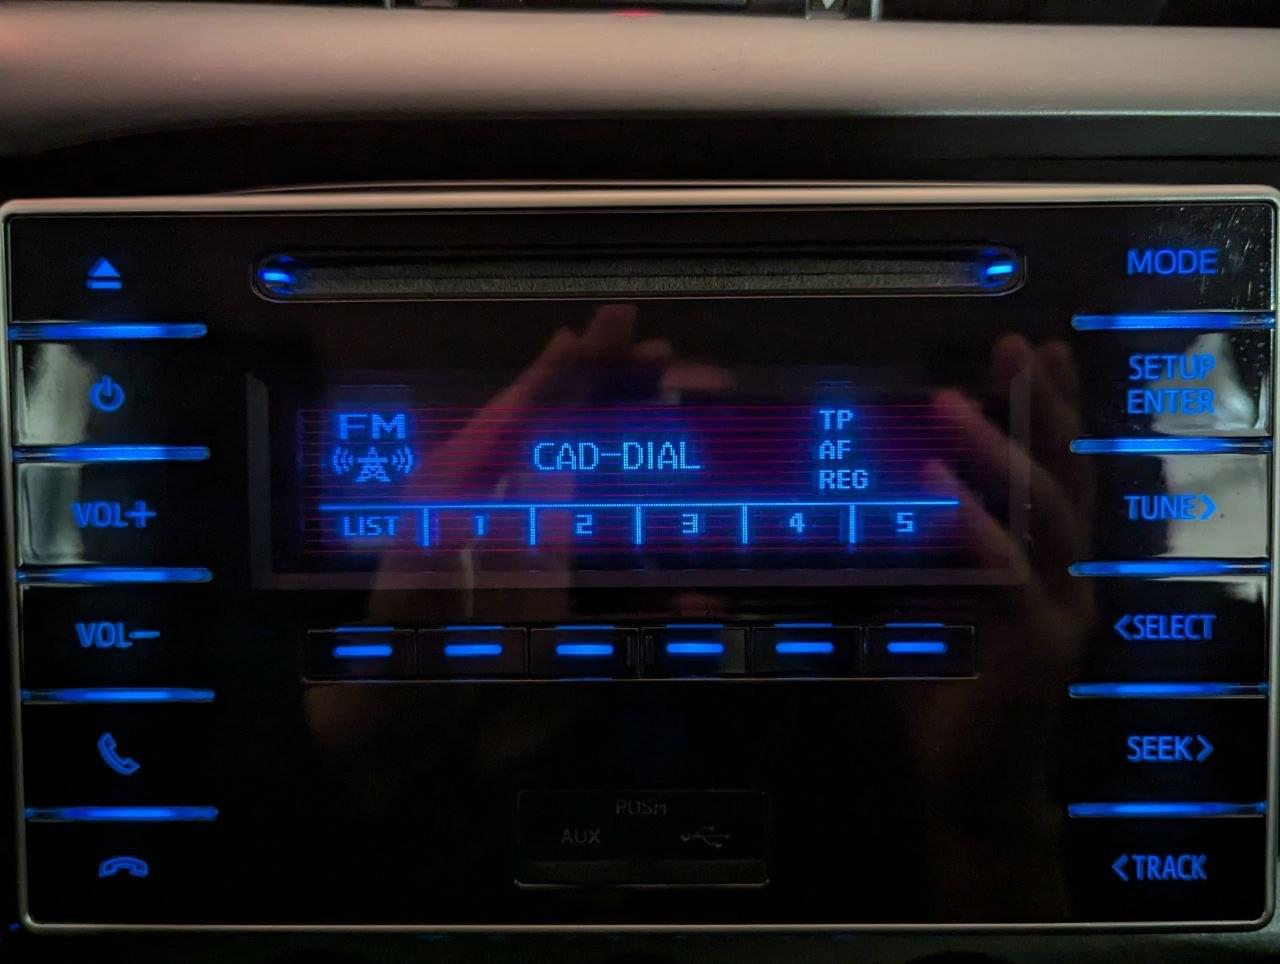 MODE
SETUP
ENTER
FM
CAD-DIAL
TP
AF
REG
VOL+
LIST 1 2 3 4 5
TUNE>
VOL-
<SELECT
SEEK>
PUSH
AUX
<TRACK